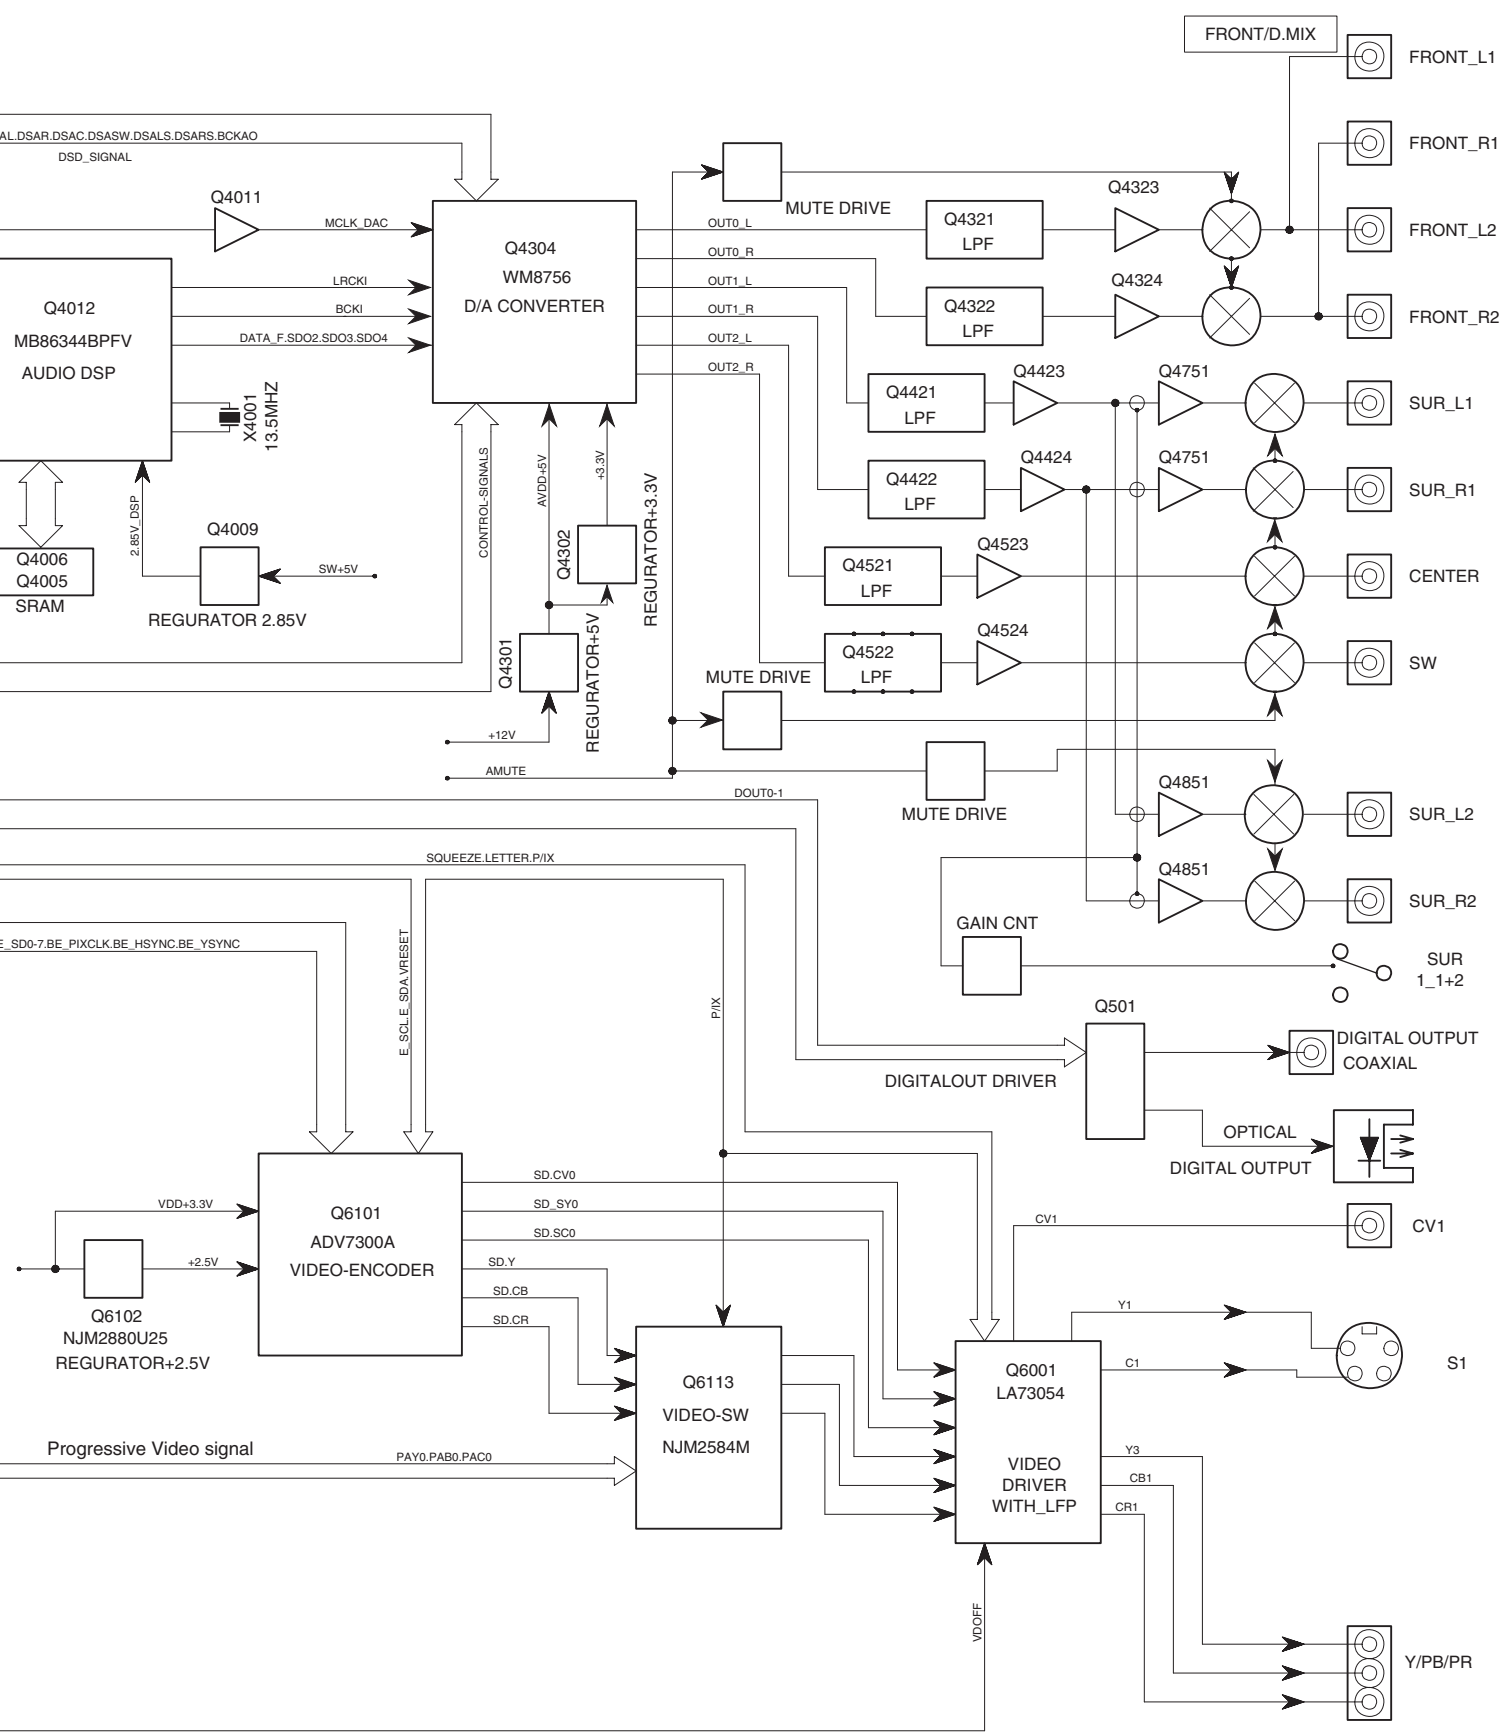 FRONT/D.MIX
FRONT_L1
FRONT_R1
FRONT_L2
FRONT_R2
SUR_L1
SUR_R1
CENTER
SW
SUR_L2
SUR_R2
SUR
1_1+2
AL.DSAR.DSAC.DSASW.DSALS.DSARS.BCKAO
DSD_SIGNAL
Q4011
MCLK_DAC
Q4012
MB86344BPFV
AUDIO DSP
LRCKI
BCKI
DATA_F.SDO2.SDO3.SDO4
X4001
13.5MHZ
Q4006
Q4005
SRAM
2.85V_DSP
Q4009
REGURATOR 2.85V
SW+5V
Q4304
WM8756
D/A CONVERTER
CONTROL-SIGNALS
AVDD+5V
+3.3V
Q4302
REGURATOR+3.3V
Q4301
REGURATOR+5V
+12V
AMUTE
MUTE DRIVE
OUT0_L
OUT0_R
OUT1_L
OUT1_R
OUT2_L
OUT2_R
Q4321
LPF
Q4323
Q4322
LPF
Q4324
Q4421
LPF
Q4423
Q4751
Q4422
LPF
Q4424
Q4751
Q4521
LPF
Q4523
Q4522
LPF
Q4524
MUTE DRIVE
MUTE DRIVE
Q4851
Q4851
GAIN CNT
DOUT0-1
SQUEEZE.LETTER.P/IX
E_SD0-7.BE_PIXCLK.BE_HSYNC.BE_YSYNC
E_SCL.E_SDA.VRESET
P/IX
Q501
DIGITALOUT DRIVER
DIGITAL OUTPUT
COAXIAL
OPTICAL
DIGITAL OUTPUT
VDD+3.3V
+2.5V
Q6102
NJM2880U25
REGURATOR+2.5V
Q6101
ADV7300A
VIDEO-ENCODER
SD.CV0
SD_SY0
SD.SC0
SD.Y
SD.CB
SD.CR
Q6113
VIDEO-SW
NJM2584M
Progressive Video signal
PAY0.PAB0.PAC0
Q6001
LA73054
VIDEO
DRIVER
WITH_LFP
VDOFF
CV1
CV1
Y1
C1
S1
Y3
CB1
CR1
Y/PB/PR